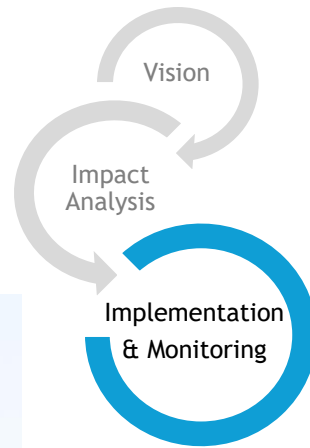 Vision
Impact
Analysis
Implementation
& Monitoring